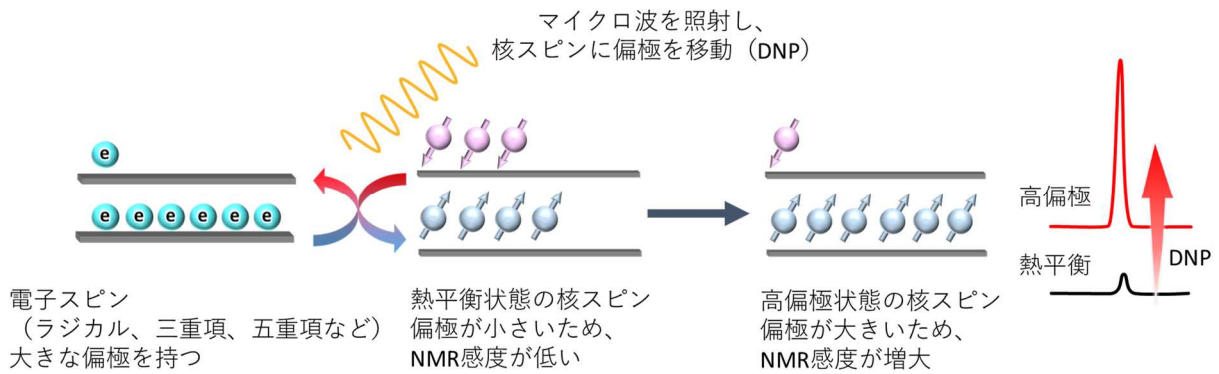 マイクロ波を照射し、
核スピンに偏極を移動（DNP）
e
e e e e e e
高偏極
熱平衡
DNP
電子スピン
（ラジカル、三重項、五重項など）
大きな偏極を持つ
熱平衡状態の核スピン
偏極が小さいため、
NMR感度が低い
高偏極状態の核スピン
偏極が大きいため、
NMR感度が増大